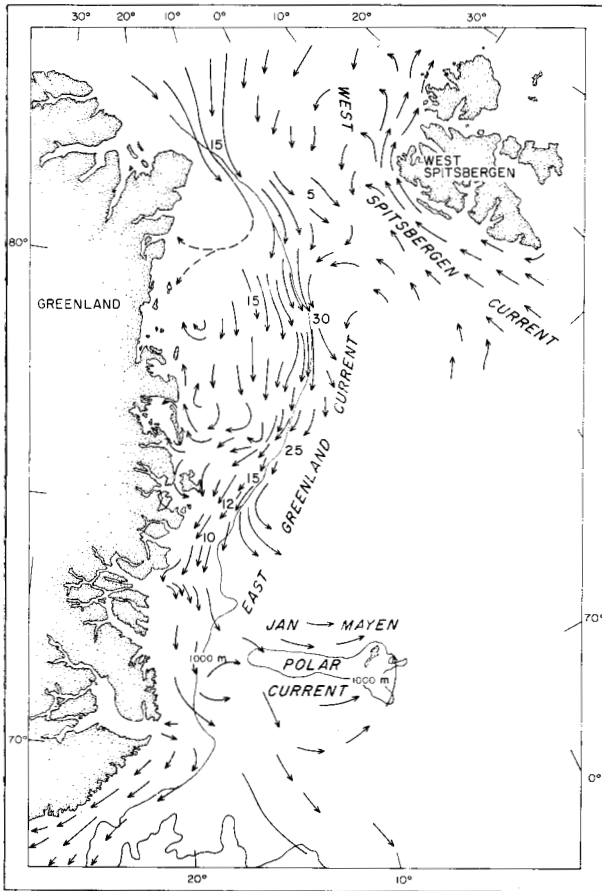 30° 20° 10° 0° 10° 20° 30°
WEST
15
WEST
SPITSBERGEN
5
SPITSBERGEN
80°
GREENLAND
15
30
CURRENT
CURRENT
25
GREENLAND
15
12
10
EAST
JAN MAYEN
70°
1000 m
POLAR
1000 m
CURRENT
70°
0°
20° 10°